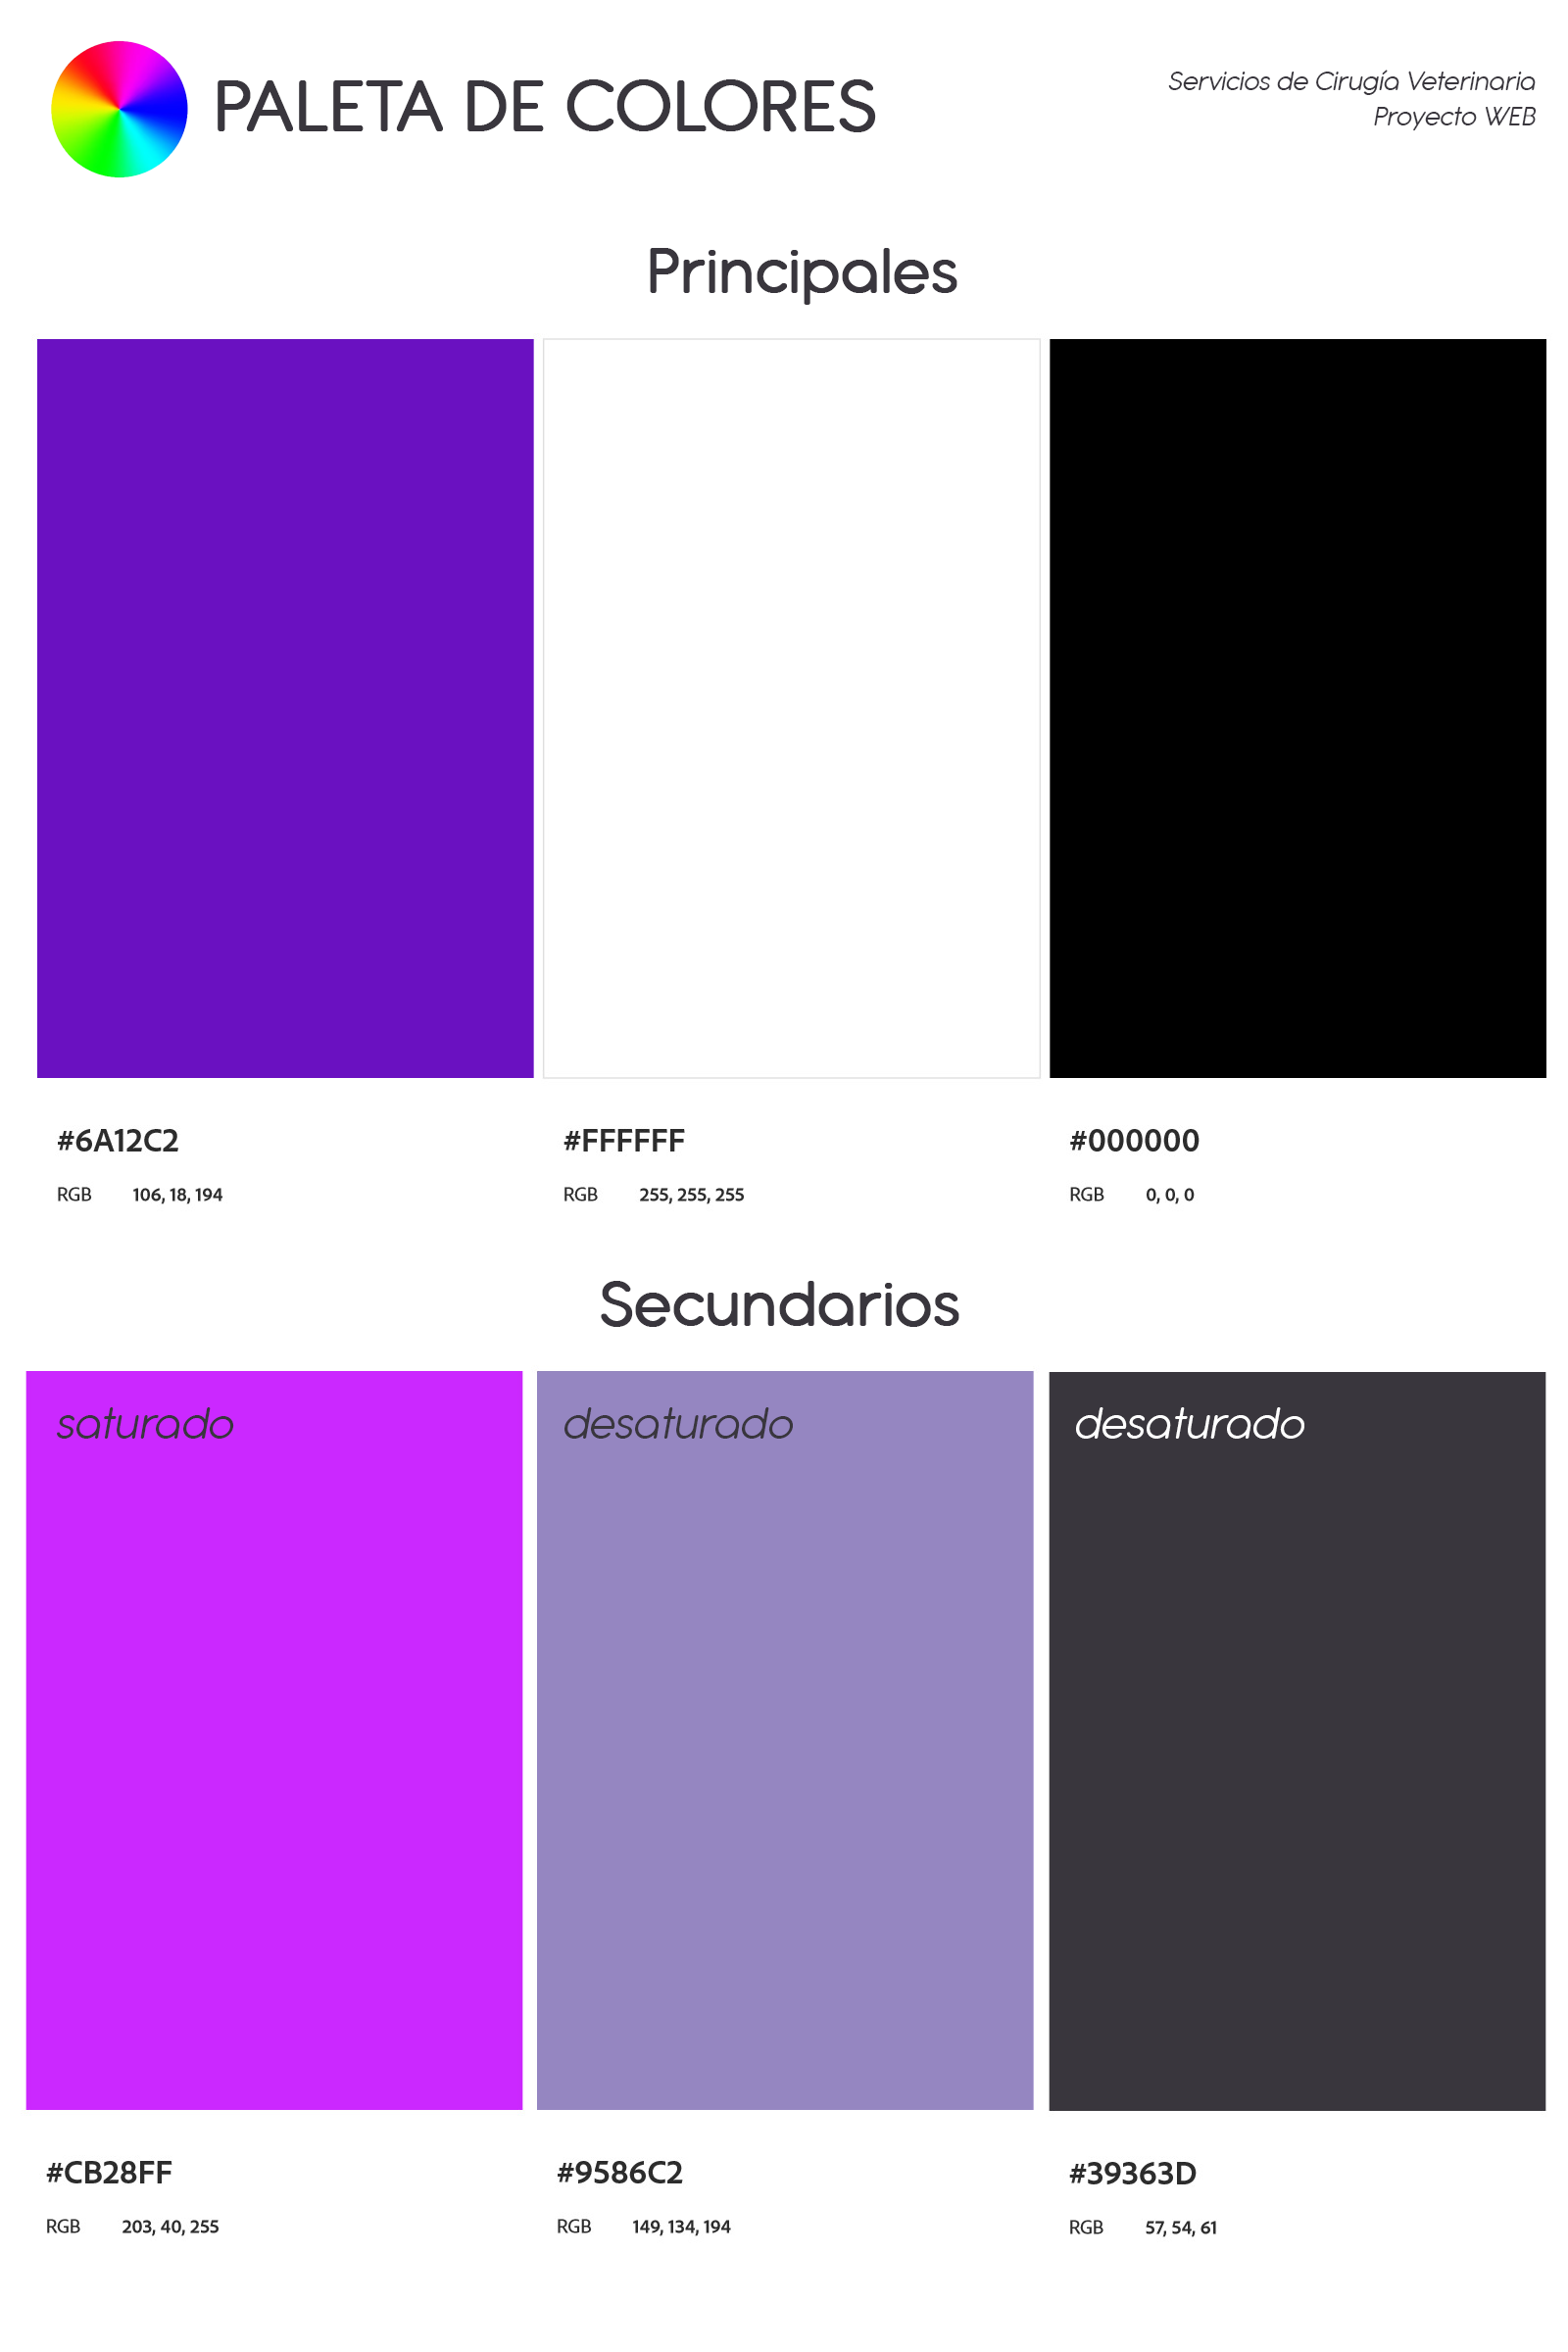 PALETA DE COLORES
Servicios de Cirugía Veterinaria
Proyecto WEB
Principales
#6A12C2
RGB 106, 18, 194
#FFFFFF
RGB 255, 255, 255
#000000
RGB 0, 0, 0
Secundarios
saturado
desaturado
desaturado
#CB28FF
RGB 203, 40, 255
#9586C2
RGB 149, 134, 194
#39363D
RGB 57, 54, 61